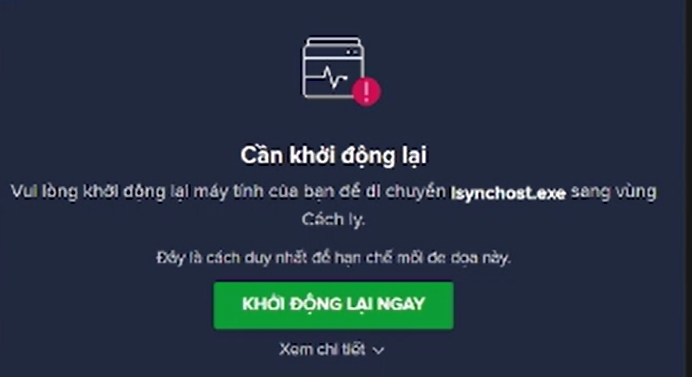 Cần khởi động lại
Vui lòng khởi động lại máy tính của bạn để di chuyển lsynchost.exe sang vùng
Cách ly.
Đây là cách duy nhất để hạn chế mối đe dọa này.
KHỞI ĐỘNG LẠI NGAY
Xem chi tiết